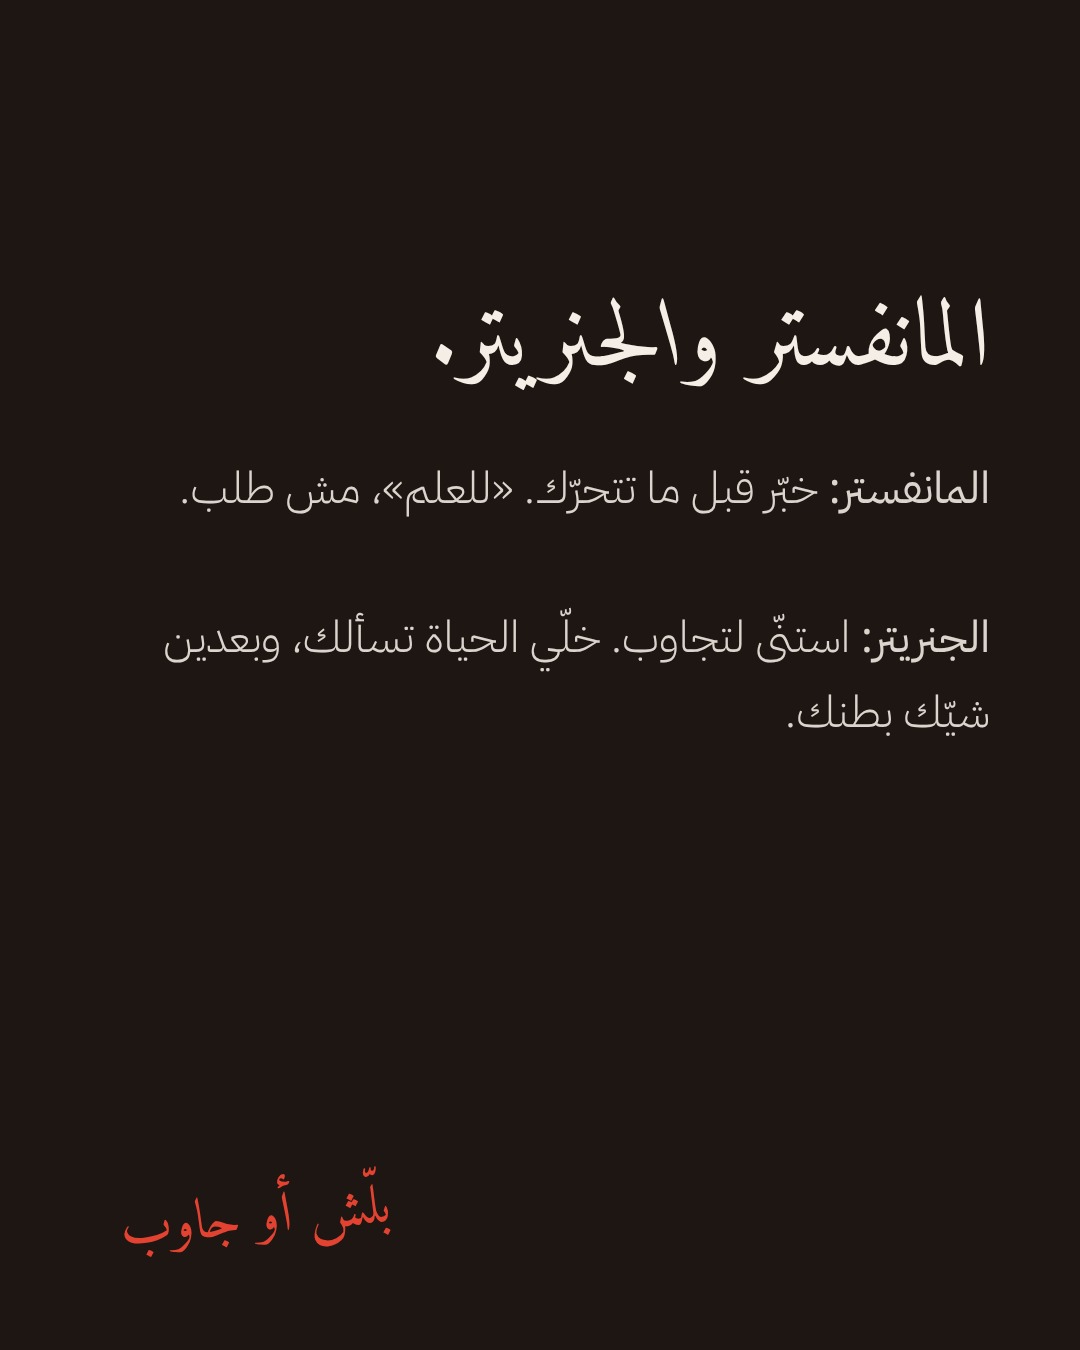 المانفستر والجنريتر.
المانفستر: خبّر قبل ما تتحرّك. «للعلم»، مش طلب.
الجنريتر: استنّى لتجاوب. خلّي الحياة تسألك، وبعدين
شيّك بطنك.
بلّش أو جاوب